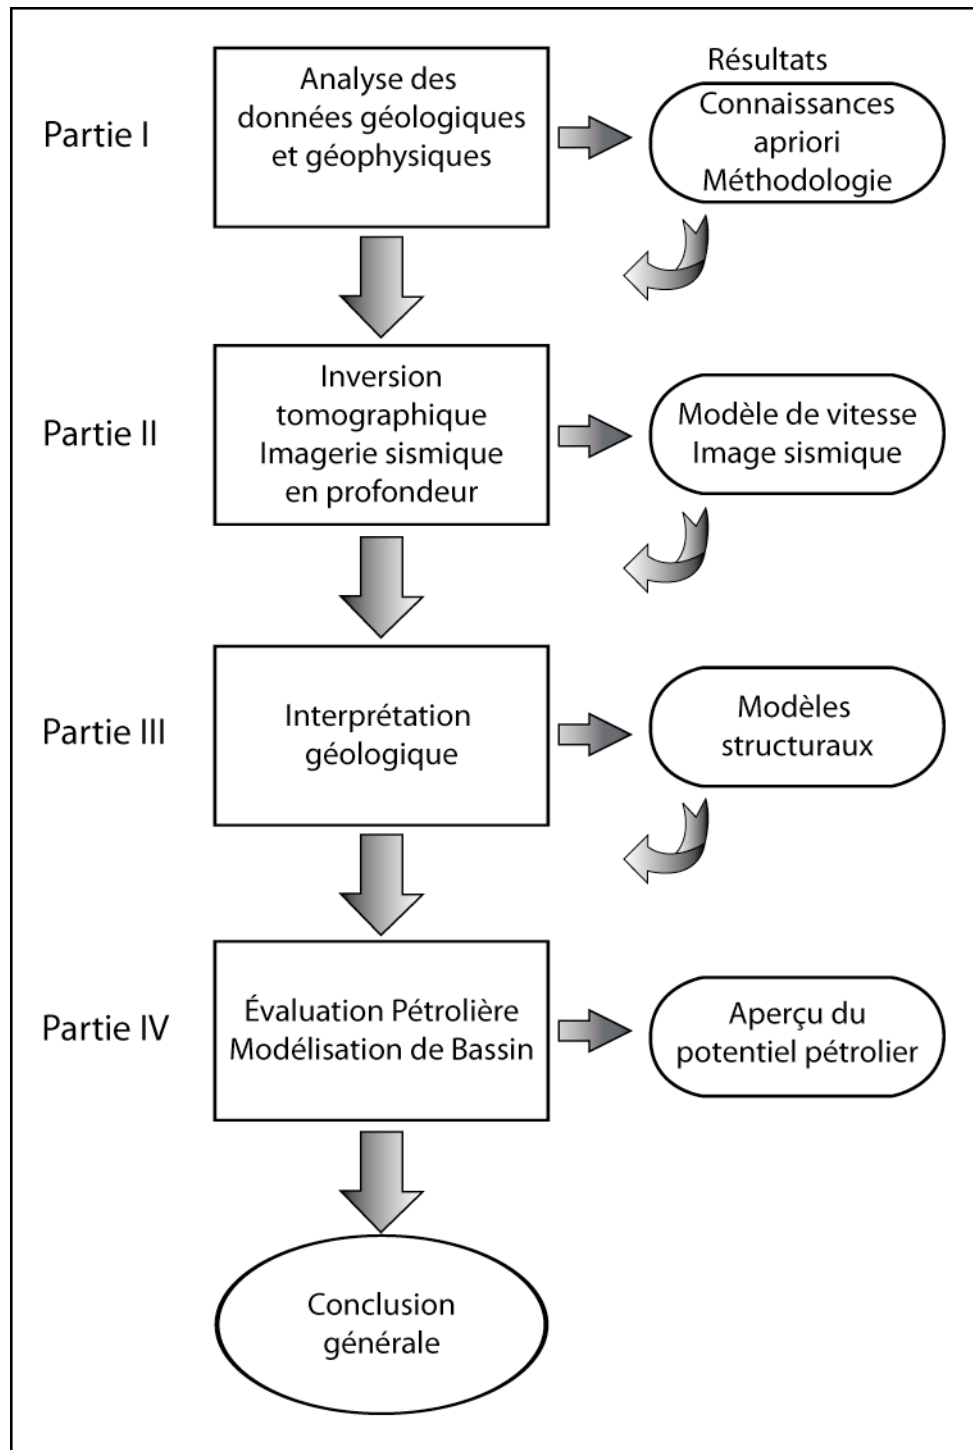 Partie I
Analyse des
données géologiques
et géophysiques
Résultats
Connaissances
apriori
Méthodologie
Partie II
Inversion
tomographique
Imagerie sismique
en profondeur
Modèle de vitesse
Image sismique
Partie III
Interprétation
géologique
Modèles
structuraux
Partie IV
Évaluation Pétrolière
Modélisation de Bassin
Aperçu du
potentiel pétrolier
Conclusion
générale